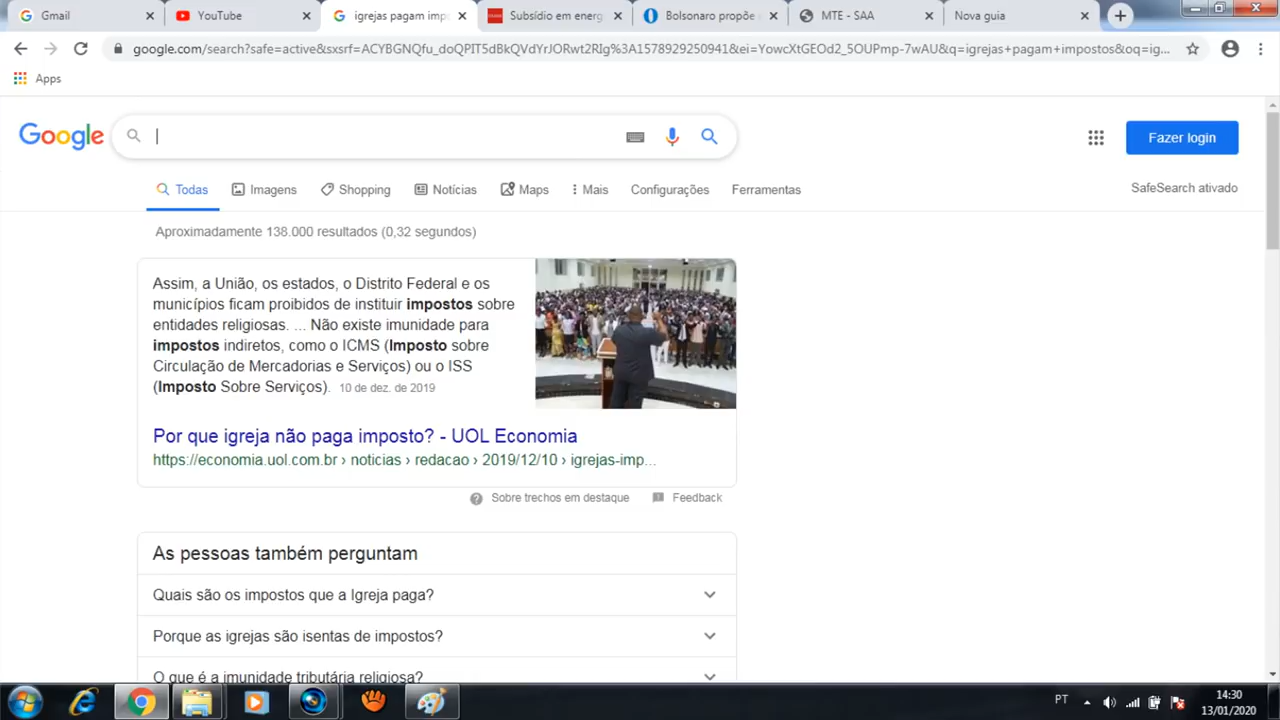 Gmail
YouTube
igrejas pagam imp
Subsídio em energ
Bolsonaro propõe
MTE - SAA
Nova guia
google.com/search?safe=active&sxsrf=ACYBGNQfu_doQPIT5dBkQVdYrJORwt2RIg%3A1578929250941&ei=YowcXtGEOd2_5OUPmp-7wAU&q=igrejas+pagam+impostos&oq=ig...
Apps
Google
Fazer login
Todas
Imagens
Shopping
Notícias
Maps
Mais
Configurações
Ferramentas
SafeSearch ativado
Aproximadamente 138.000 resultados (0,32 segundos)
Assim, a União, os estados, o Distrito Federal e os
municípios ficam proibidos de instituir impostos sobre
entidades religiosas. ... Não existe imunidade para
impostos indiretos, como o ICMS (Imposto sobre
Circulação de Mercadorias e Serviços) ou o ISS
(Imposto Sobre Serviços). 10 de dez. de 2019
Por que igreja não paga imposto? - UOL Economia
https://economia.uol.com.br › noticias › redacao › 2019/12/10 › igrejas-imp...
Sobre trechos em destaque
Feedback
As pessoas também perguntam
Quais são os impostos que a Igreja paga?
Porque as igrejas são isentas de impostos?
O que é a imunidade tributária religiosa?
PT
14:30
13/01/2020